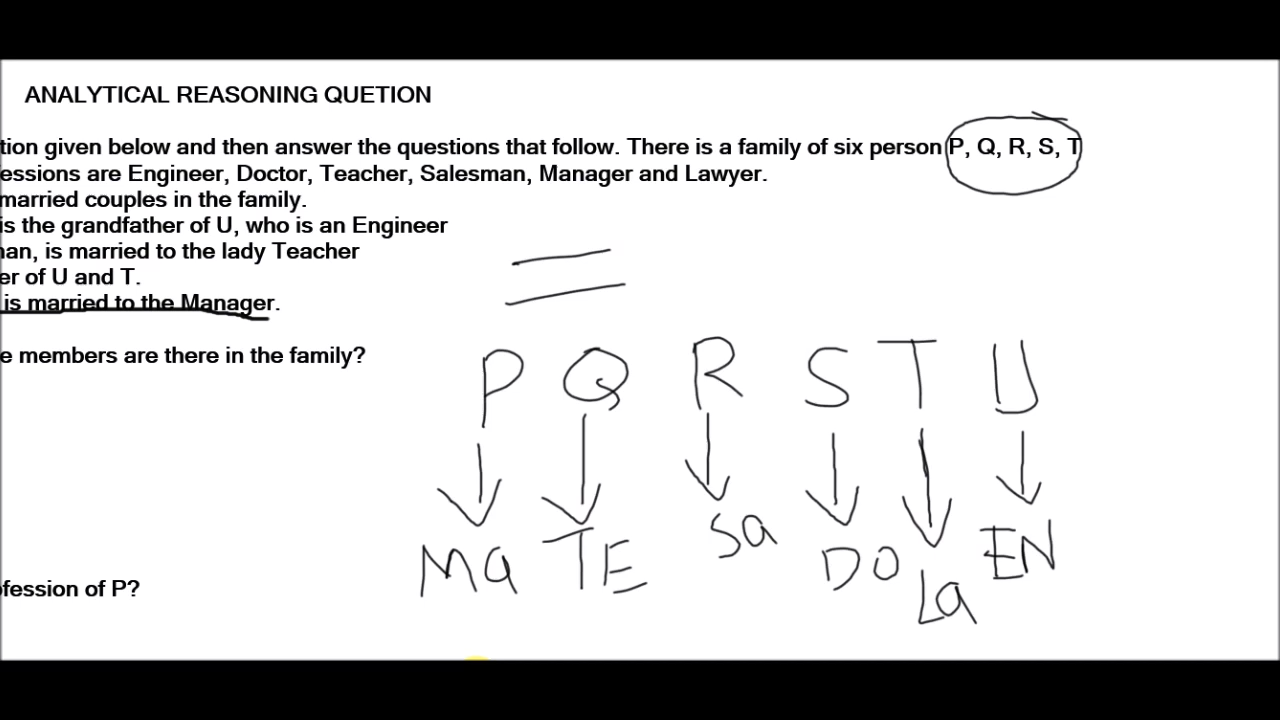 ANALYTICAL REASONING QUETION
tion given below and then answer the questions that follow. There is a family of six person P, Q, R, S, T
essions are Engineer, Doctor, Teacher, Salesman, Manager and Lawyer.
married couples in the family.
is the grandfather of U, who is an Engineer
man, is married to the lady Teacher
er of U and T.
is married to the Manager.
e members are there in the family?
P Q R S T U
Ma TE Sa DO La EN
ofession of P?